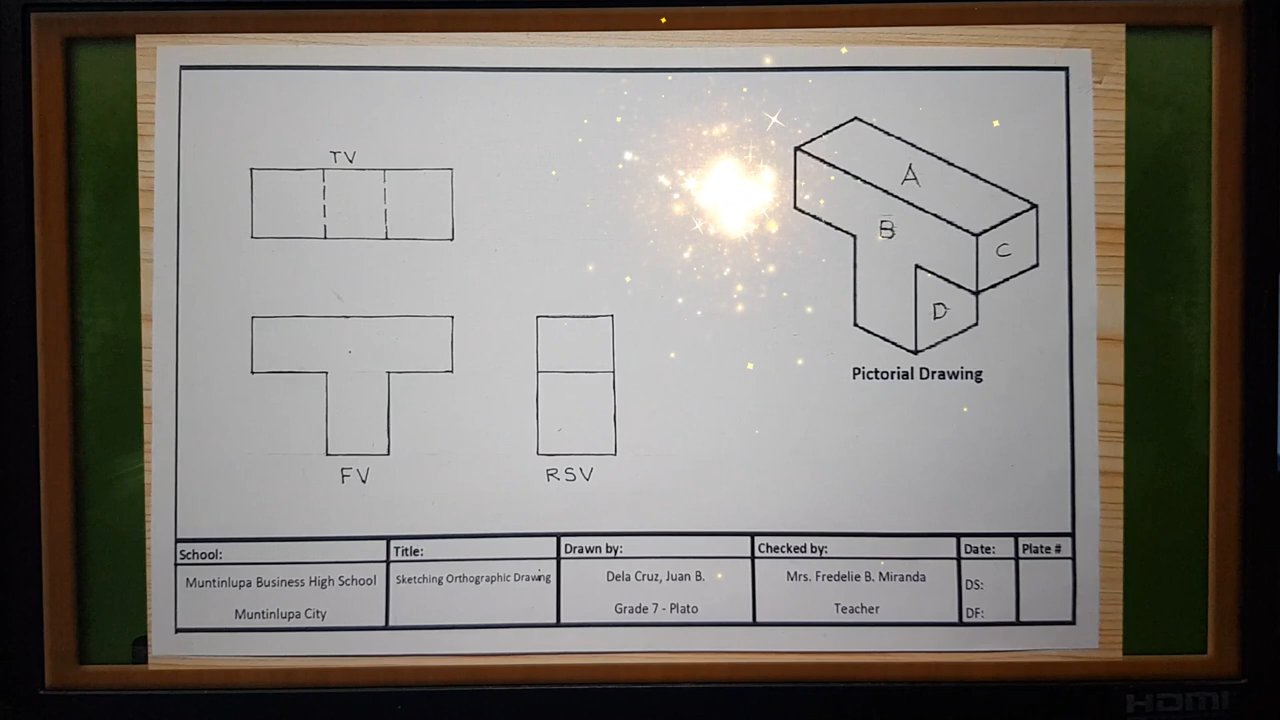 TV
A
B
C
D
Pictorial Drawing
FV
RSV
School:
Muntinlupa Business High School
Muntinlupa City
Title:
Sketching Orthographic Drawing
Drawn by:
Dela Cruz, Juan B.
Grade 7 - Plato
Checked by:
Mrs. Fredelie B. Miranda
Teacher
Date:
DS:
DF:
Plate #
HDMI